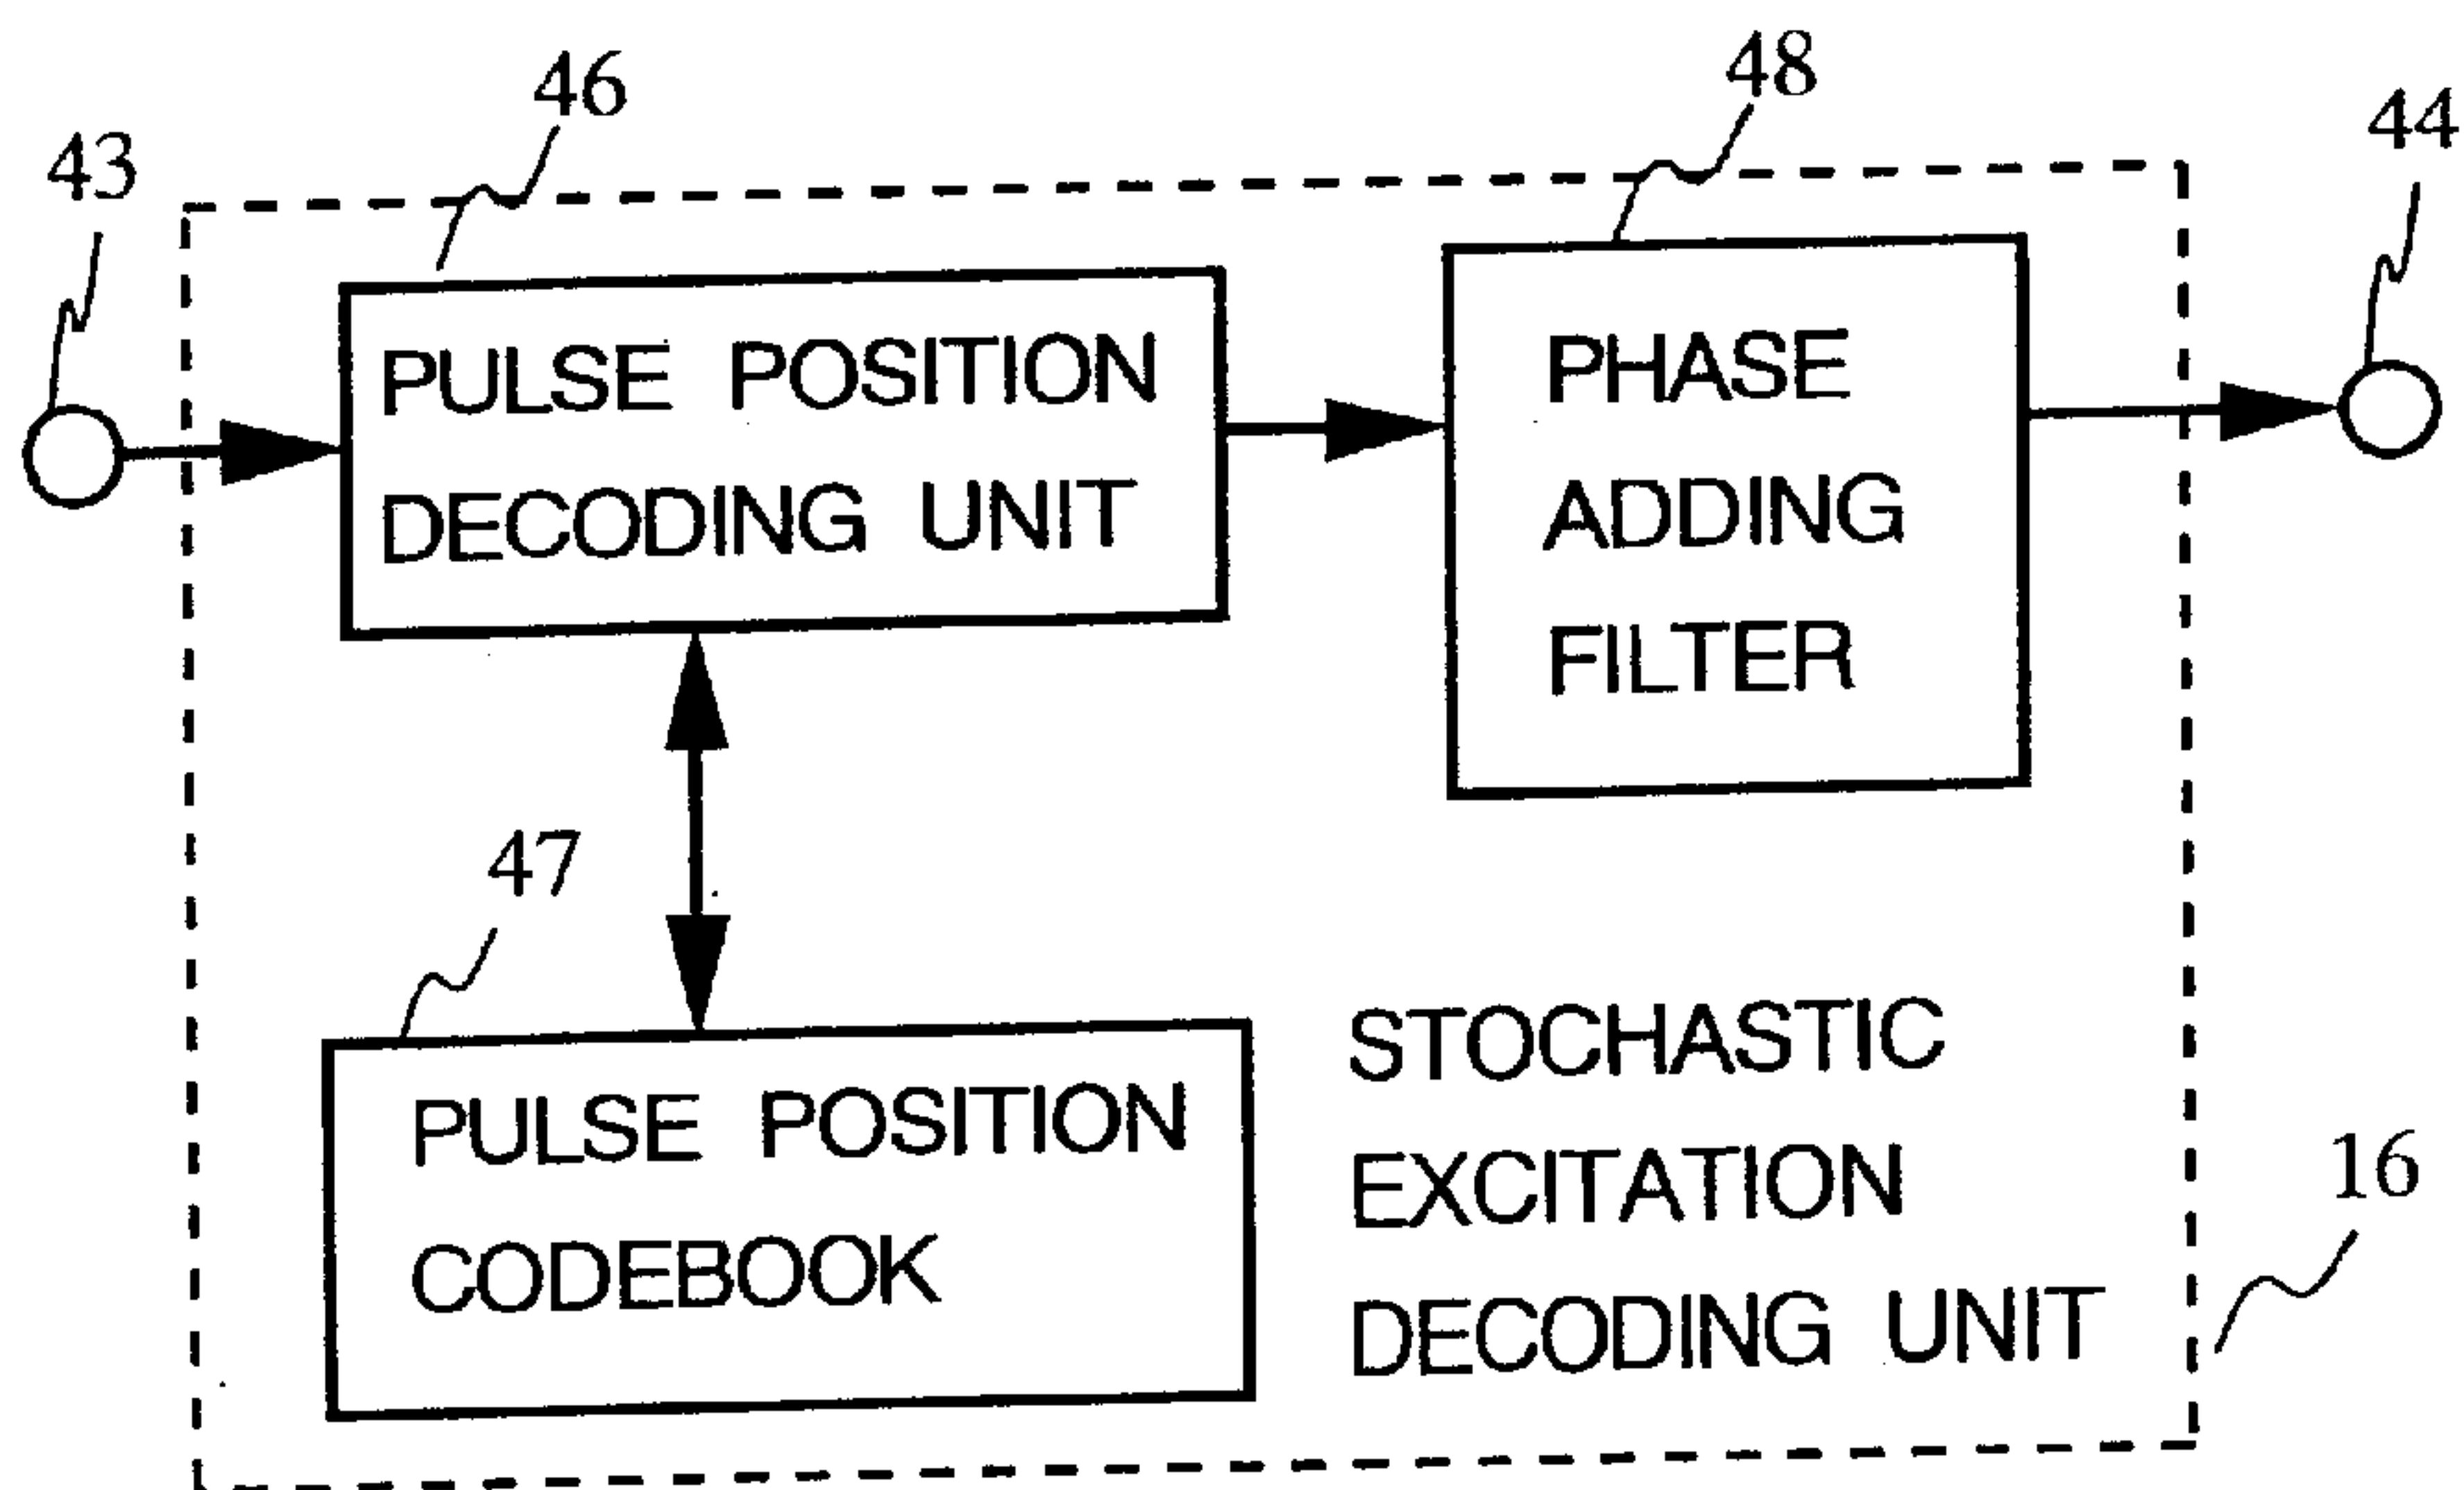 46
48
44
43
PULSE POSITION
DECODING UNIT
PHASE
ADDING
FILTER
47
PULSE POSITION
CODEBOOK
STOCHASTIC
EXCITATION
DECODING UNIT
16